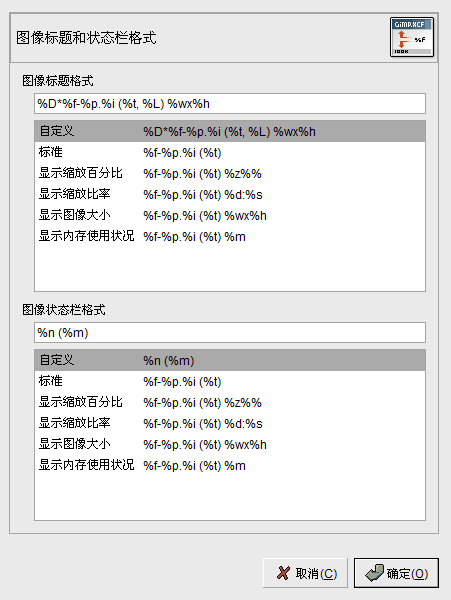 图像标题和状态栏格式
GIMP.XCF
%F
100K
图像标题格式
%D*%f-%p.%i (%t, %L) %wx%h
自定义 %D*%f-%p.%i (%t, %L) %wx%h
标准 %f-%p.%i (%t)
显示缩放百分比 %f-%p.%i (%t) %z%%
显示缩放比率 %f-%p.%i (%t) %d:%s
显示图像大小 %f-%p.%i (%t) %wx%h
显示内存使用状况 %f-%p.%i (%t) %m
图像状态栏格式
%n (%m)
自定义 %n (%m)
标准 %f-%p.%i (%t)
显示缩放百分比 %f-%p.%i (%t) %z%%
显示缩放比率 %f-%p.%i (%t) %d:%s
显示图像大小 %f-%p.%i (%t) %wx%h
显示内存使用状况 %f-%p.%i (%t) %m
取消(C) 确定(O)